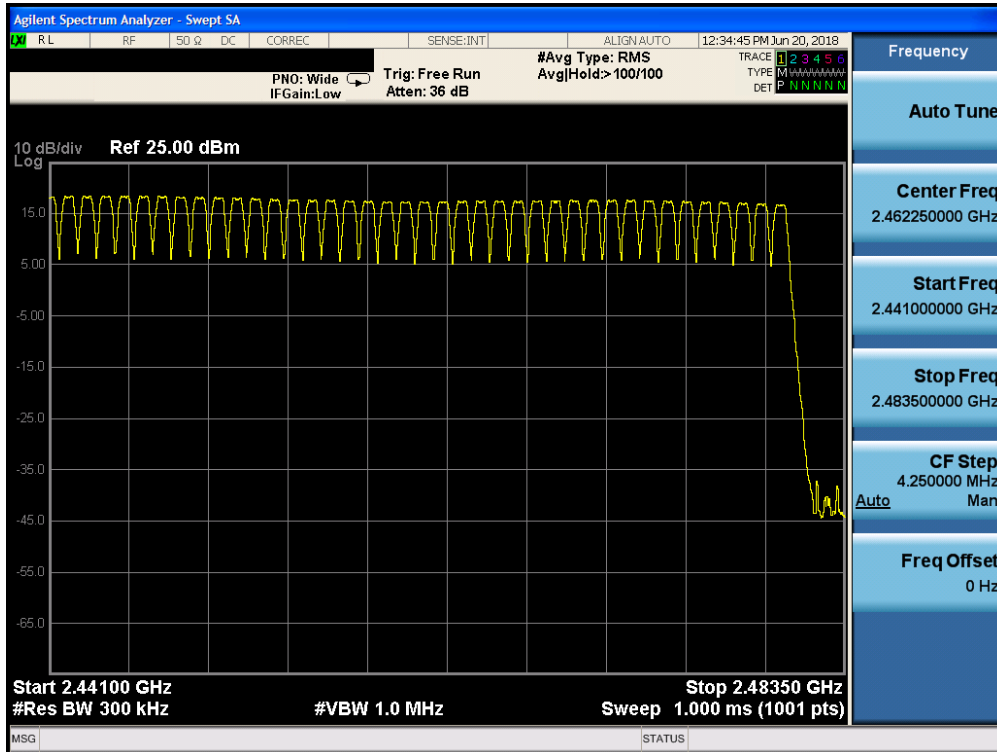 Agilent Spectrum Analyzer - Swept SA
LXI RL RF 50 Ω DC CORREC SENSE:INT ALIGN AUTO 12:34:45 PM Jun 20, 2018
Frequency
PNO: Wide Trig: Free Run #Avg Type: RMS TRACE 1 2 3 4 5 6
IFGain:Low Atten: 36 dB Avg|Hold:>100/100 TYPE M
DET P N N N N N
Auto Tune
10 dB/div Ref 25.00 dBm
Log
Center Freq
2.462250000 GHz
15.0
5.00
Start Freq
2.441000000 GHz
-5.00
-15.0
Stop Freq
2.483500000 GHz
-25.0
-35.0
CF Step
4.250000 MHz
Auto Man
-45.0
Freq Offset
0 Hz
-55.0
-65.0
Start 2.44100 GHz Stop 2.48350 GHz
#Res BW 300 kHz #VBW 1.0 MHz Sweep 1.000 ms (1001 pts)
MSG STATUS